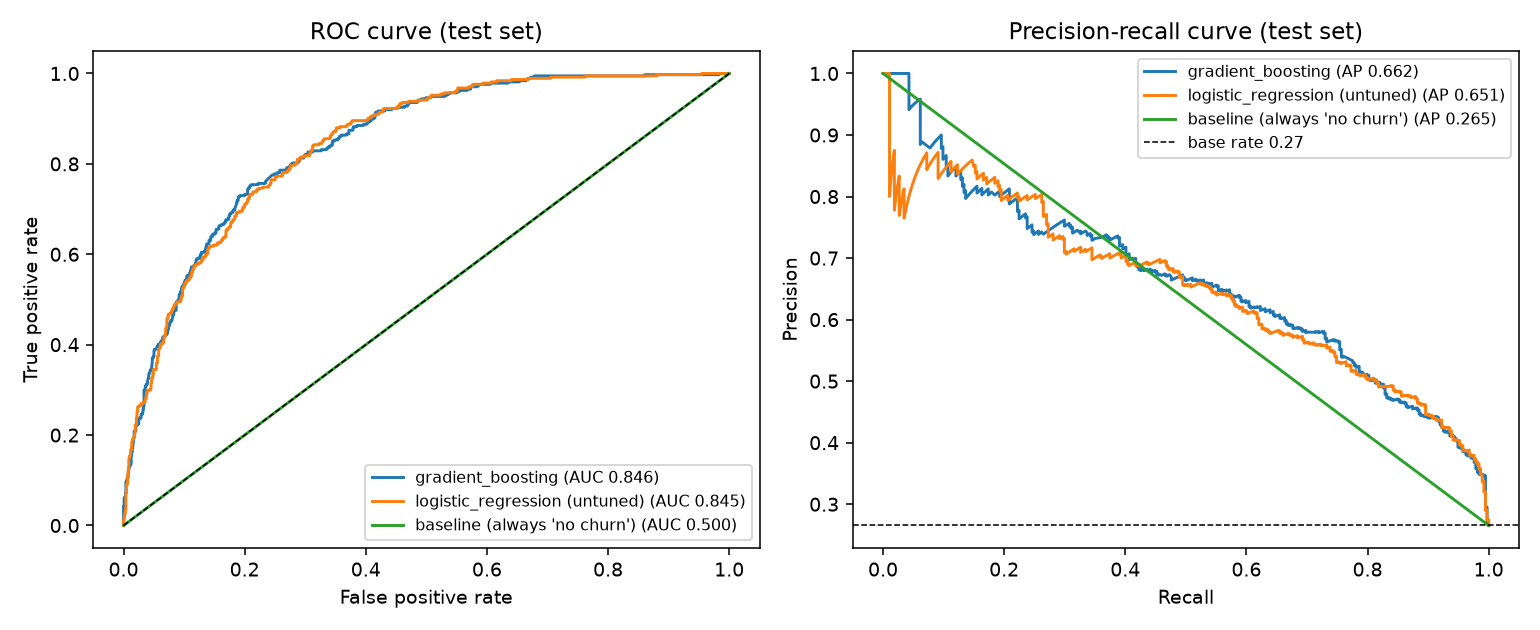 ROC curve (test set)
True positive rate
1.0
0.8
0.6
0.4
0.2
0.0
gradient_boosting (AUC 0.846)
logistic_regression (untuned) (AUC 0.845)
baseline (always 'no churn') (AUC 0.500)
0.0 0.2 0.4 0.6 0.8 1.0
False positive rate
Precision-recall curve (test set)
Precision
1.0
0.9
0.8
0.7
0.6
0.5
0.4
0.3
gradient_boosting (AP 0.662)
logistic_regression (untuned) (AP 0.651)
baseline (always 'no churn') (AP 0.265)
base rate 0.27
0.0 0.2 0.4 0.6 0.8 1.0
Recall